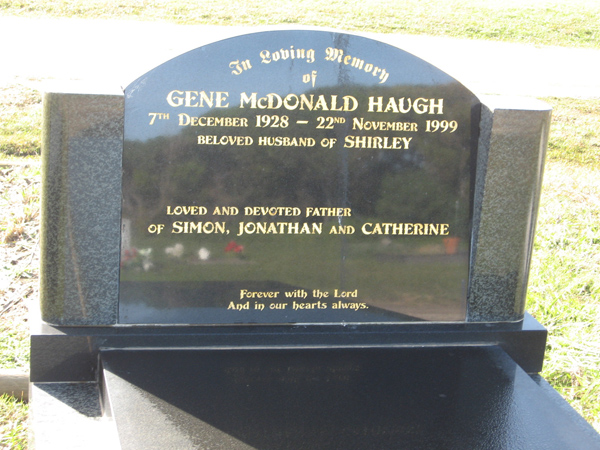 In Loving Memory
of
GENE McDONALD HAUGH
7TH DECEMBER 1928 – 22ND NOVEMBER 1999
BELOVED HUSBAND OF SHIRLEY
LOVED AND DEVOTED FATHER
OF SIMON, JONATHAN AND CATHERINE
Forever with the Lord
And in our hearts always.